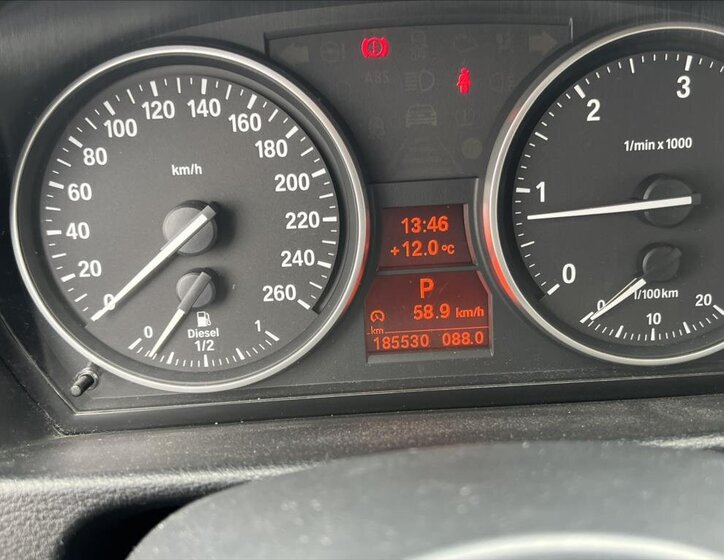 0 20 40 60 80 100 120 140 160 180 200 220 240 260
km/h
0 1/2 1
Diesel
ABS
13:46
+12.0 °C
P
58.9 km/h
km
185530 088.0
0 1 2 3
1/min x 1000
0 10 20
l/100km